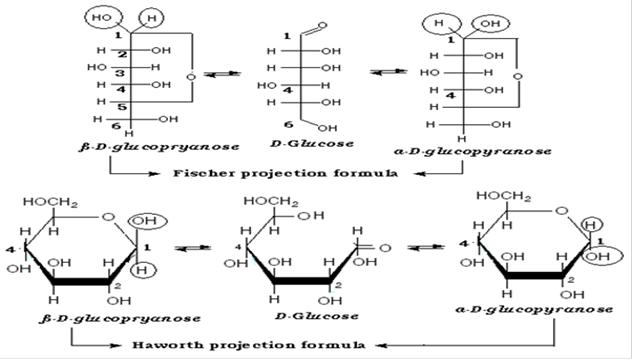 HO H H OH
1 1 O 1
H 2 OH H OH H OH
HO 3 H H OH HO H
H 4 OH O HO 4 H H 4 OH O
H 5 H OH H
6 H OH 6 OH H OH
H H
β-D-glucopryanose D-Glucose α-D-glucopyranose
Fischer projection formula
HOCH2 HOCH2 HOCH2
H O OH H OH H O H
4 H 1 4 H H O 4 H 1
OH OH H OH OH OH OH OH OH
H 2 H 2 H 2
H OH H OH H OH
β-D-glucopryanose D-Glucose α-D-glucopyranose
Haworth projection formula